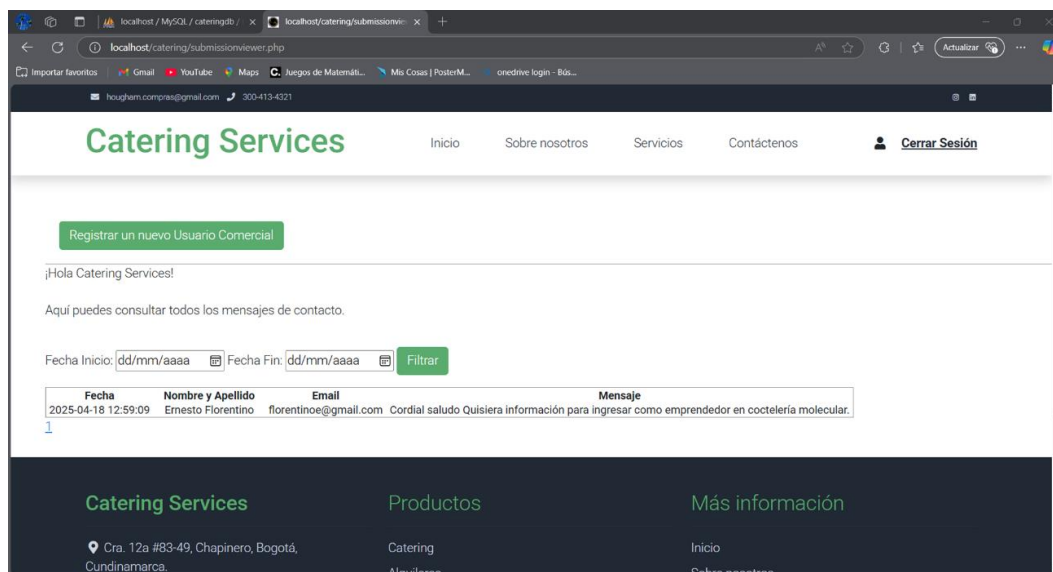 localhost / MySQL / cateringdb /
localhost/catering/submissionvie
localhost/catering/submissionviewer.php
Actualizar
Importar favoritos
Gmail
YouTube
Maps
Juegos de Matemáti...
Mis Cosas | PosterM...
onedrive login - Bús...
hougham.compras@gmail.com
300-413-4321
Catering Services
Inicio
Sobre nosotros
Servicios
Contáctenos
Cerrar Sesión
Registrar un nuevo Usuario Comercial
¡Hola Catering Services!
Aquí puedes consultar todos los mensajes de contacto.
Fecha Inicio: dd/mm/aaaa Fecha Fin: dd/mm/aaaa Filtrar
Fecha Nombre y Apellido Email Mensaje
2025-04-18 12:59:09 Ernesto Florentino florentinoe@gmail.com Cordial saludo Quisiera información para ingresar como emprendedor en coctelería molecular.
1
Catering Services
Productos
Más información
Cra. 12a #83-49, Chapinero, Bogotá,
Cundinamarca.
Catering
Alquileres
Inicio
Sobre nosotros